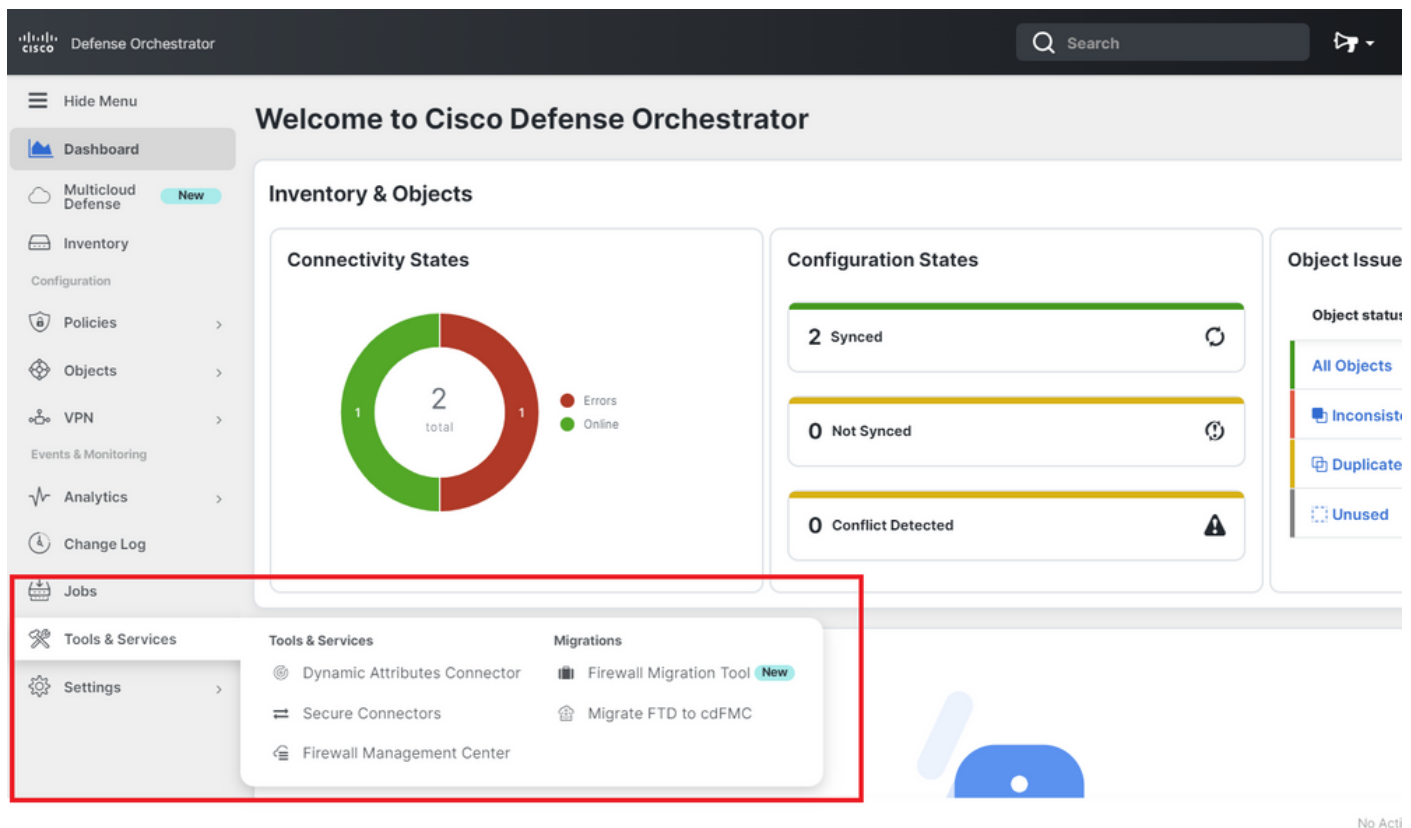 cisco Defense Orchestrator
Search
Hide Menu
Dashboard
Multicloud
Defense
New
Inventory
Configuration
Policies
Objects
VPN
Events & Monitoring
Analytics
Change Log
Jobs
Tools & Services
Settings
Welcome to Cisco Defense Orchestrator
Inventory & Objects
Connectivity States
1
2
total
1
Errors
Online
Configuration States
2 Synced
0 Not Synced
0 Conflict Detected
Object Issue
Object status
All Objects
Inconsiste
Duplicate
Unused
Tools & Services
Dynamic Attributes Connector
Secure Connectors
Firewall Management Center
Migrations
Firewall Migration Tool New
Migrate FTD to cdFMC
No Acti